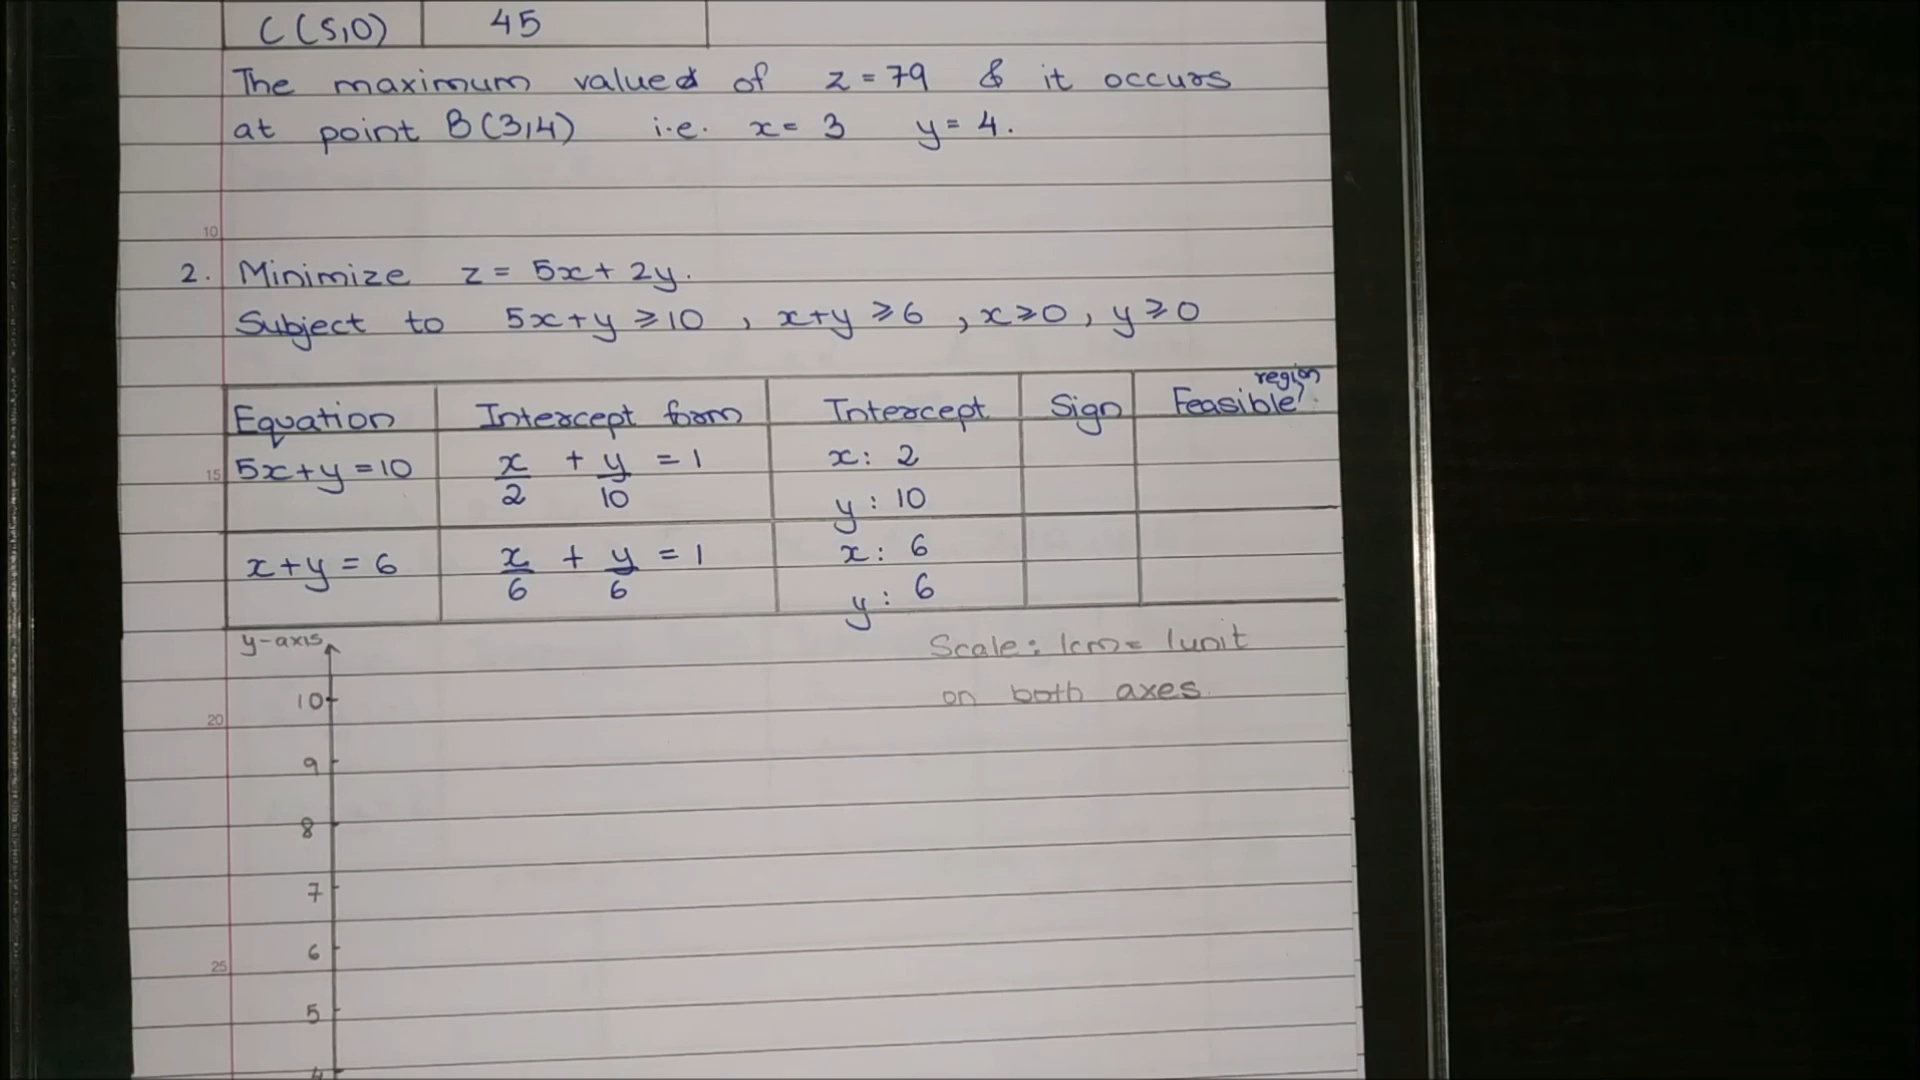 C (5,0) 45
The maximum value of z = 79 & it occurs
at point B (3,4) i.e. x = 3 y = 4.
10
2. Minimize z = 5x + 2y.
Subject to 5x+y ≥ 10 , x+y ≥ 6 , x ≥ 0 , y ≥ 0
Equation Intercept form Intercept Sign Feasible region
15 5x+y = 10 x/2 + y/10 = 1 x: 2
y: 10
x+y = 6 x/6 + y/6 = 1 x: 6
y: 6
y-axis Scale: 1cm = 1unit
10 on both axes.
20
9
8
7
6
25
5
4